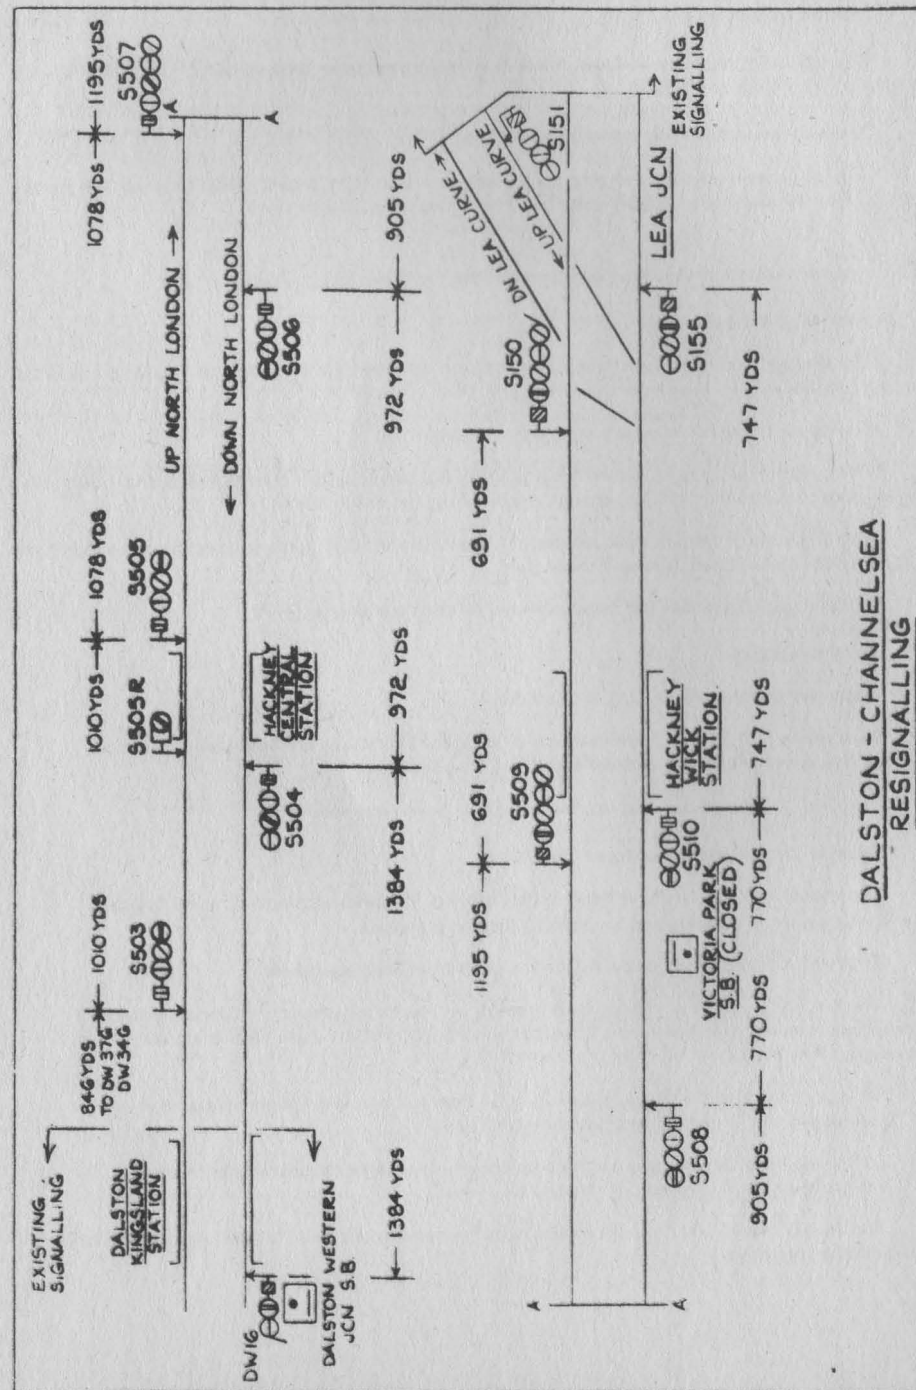 EXISTING
SIGNALLING
DALSTON
KINGSLAND
STATION
846 YDS
TO DW 37G
DW 34G
1010 YDS
S503
1010 YDS
S505R
1078 YDS
S505
1078 YDS
1195 YDS
S507
A
UP NORTH LONDON
DOWN NORTH LONDON
A
DW1G
DALSTON WESTERN
JCN S.B.
1384 YDS
S504
HACKNEY
CENTRAL
STATION
1384 YDS
972 YDS
S506
972 YDS
905 YDS
1195 YDS
691 YDS
S509
691 YDS
S150
DN LEA CURVE
UP LEA CURVE
S151
A
A
S508
905 YDS
770 YDS
VICTORIA PARK
S.B. (CLOSED)
S510
770 YDS
747 YDS
HACKNEY
WICK
STATION
S155
747 YDS
LEA JCN
EXISTING
SIGNALLING
DALSTON - CHANNELSEA
RESIGNALLING